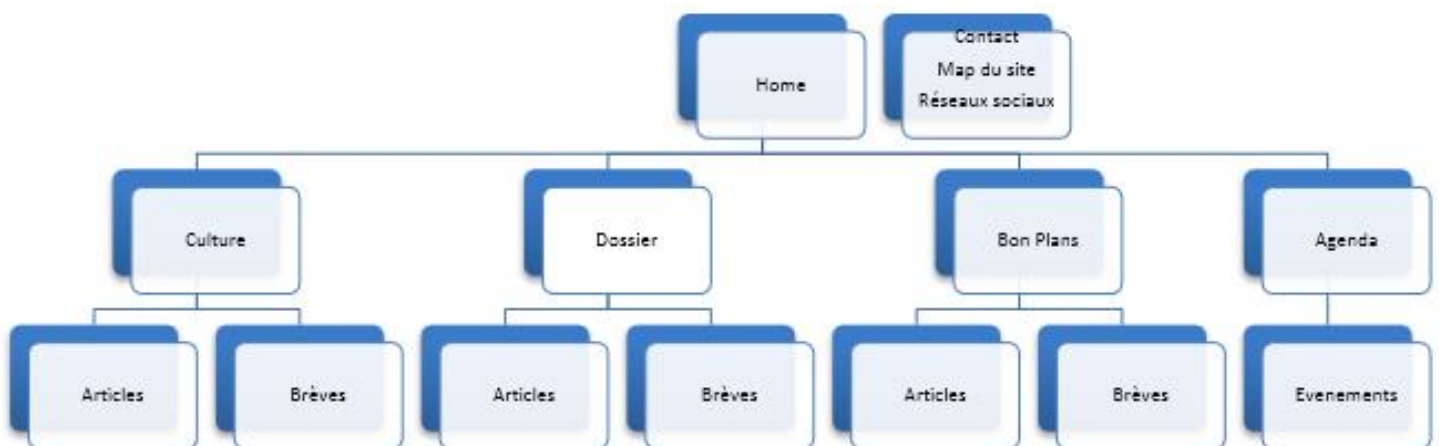 Home
Contact
Map du site
Réseaux sociaux
Culture
Dossier
Bon Plans
Agenda
Articles
Brèves
Articles
Brèves
Articles
Brèves
Evenements